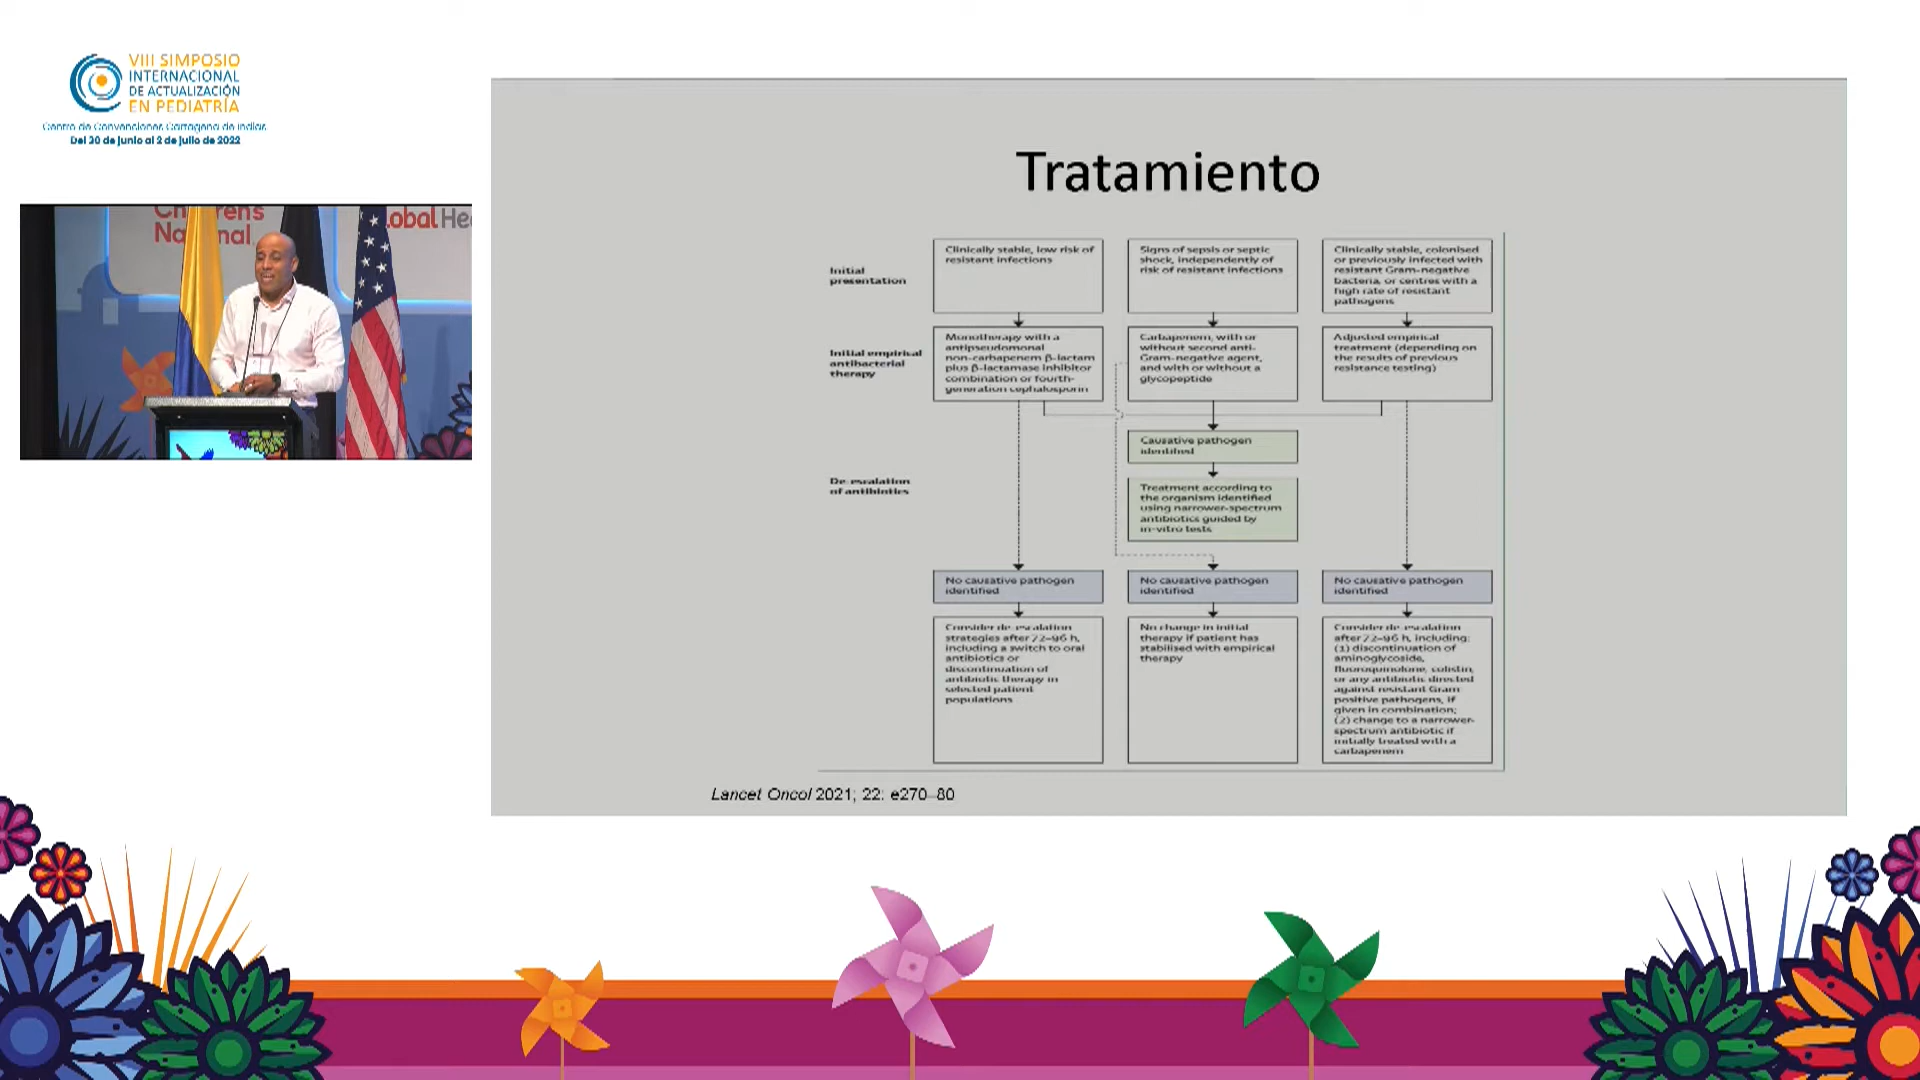 VIII SIMPOSIO
INTERNACIONAL
DE ACTUALIZACIÓN
EN PEDIATRÍA
Centro de Convenciones Cartagena de Indias
Del 30 de junio al 2 de julio de 2022
Children's
National
Global Hea
Tratamiento
Initial
presentation
Clinically stable, low risk of
resistant infections
Signs of sepsis or septic
shock, independently of
risk of resistant infections
Clinically stable, colonised
or previously infected with
resistant Gram-negative
bacteria, or centres with a
high rate of resistant
pathogens
Initial empirical
antibacterial
therapy
Monotherapy with a
antipseudomonal
non-carbapenem β-lactam
plus β-lactamase inhibitor
combination or fourth-
generation cephalosporin
Carbapenem, with or
without second anti-
Gram-negative agent,
and with or without a
glycopeptide
Adjusted empirical
treatment (depending on
the results of previous
resistance testing)
Causative pathogen
identified
De-escalation
of antibiotics
Treatment according to
the organism identified
using narrower-spectrum
antibiotics guided by
in-vitro tests
No causative pathogen
identified
No causative pathogen
identified
No causative pathogen
identified
Consider de-escalation
strategies after 72–96 h,
including a switch to oral
antibiotics or
discontinuation of
antibiotic therapy in
selected patient
populations
No change in initial
therapy if patient has
stabilised with empirical
therapy
Consider de-escalation
after 72–96 h, including:
(1) discontinuation of
aminoglycoside,
fluoroquinolone, colistin,
or any antibiotic directed
against resistant Gram-
positive pathogens, if
given in combination;
(2) change to a narrower-
spectrum antibiotic if
initially treated with a
carbapenem
Lancet Oncol 2021; 22: e270–80